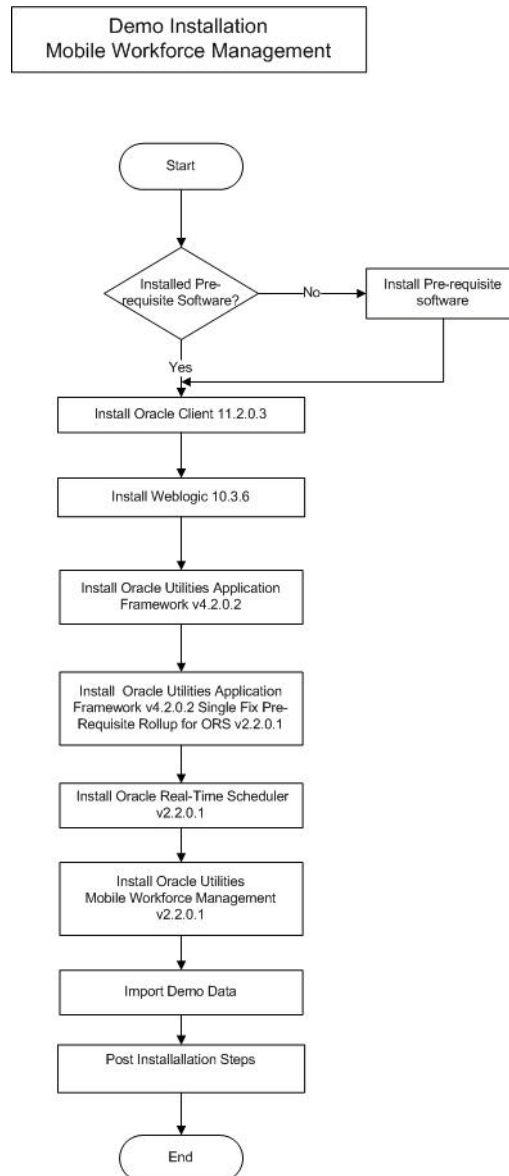 Demo Installation
Mobile Workforce Management
Start
Installed Pre-
requisite Software?
No
Install Pre-requisite
software
Yes
Install Oracle Client 11.2.0.3
Install Weblogic 10.3.6
Install Oracle Utilities Application
Framework v4.2.0.2
Install Oracle Utilities Application
Framework v4.2.0.2 Single Fix Pre-
Requisite Rollup for ORS v2.2.0.1
Install Oracle Real-Time Scheduler
v2.2.0.1
Install Oracle Utilities
Mobile Workforce Management
v2.2.0.1
Import Demo Data
Post Installallation Steps
End